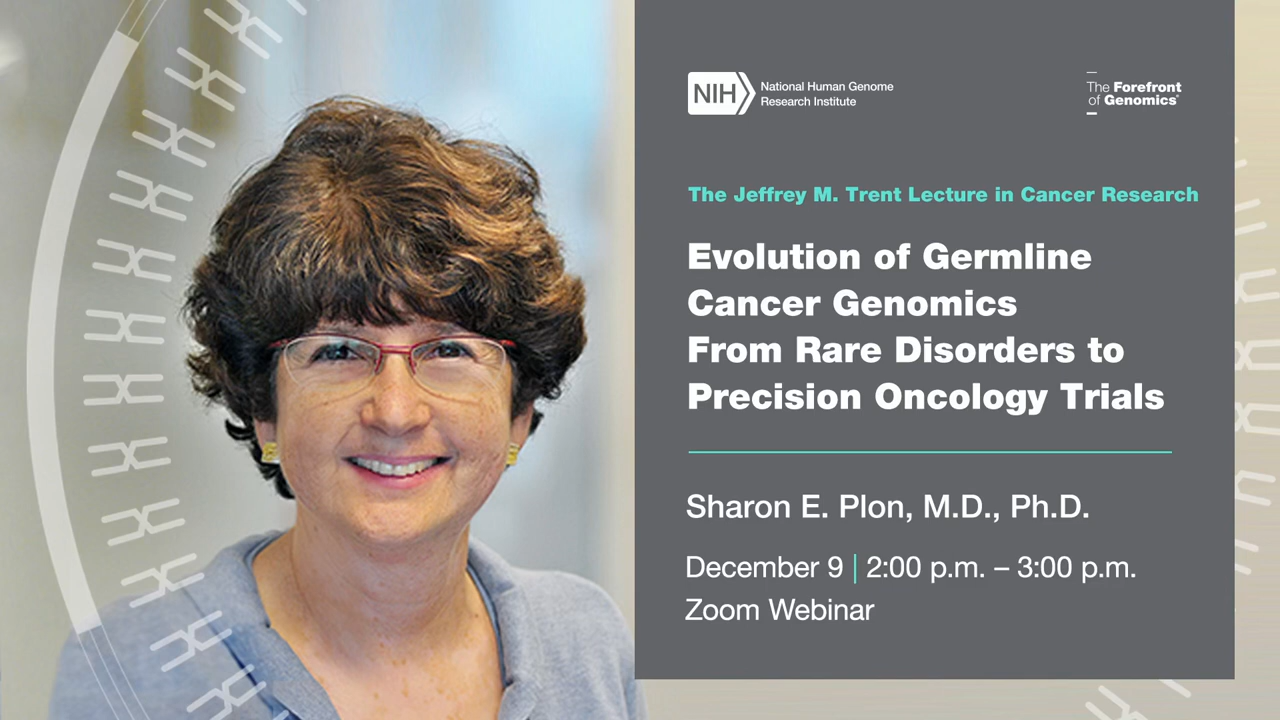 NIH
National Human Genome
Research Institute
The Forefront
of Genomics®
The Jeffrey M. Trent Lecture in Cancer Research
Evolution of Germline
Cancer Genomics
From Rare Disorders to
Precision Oncology Trials
Sharon E. Plon, M.D., Ph.D.
December 9 | 2:00 p.m. – 3:00 p.m.
Zoom Webinar